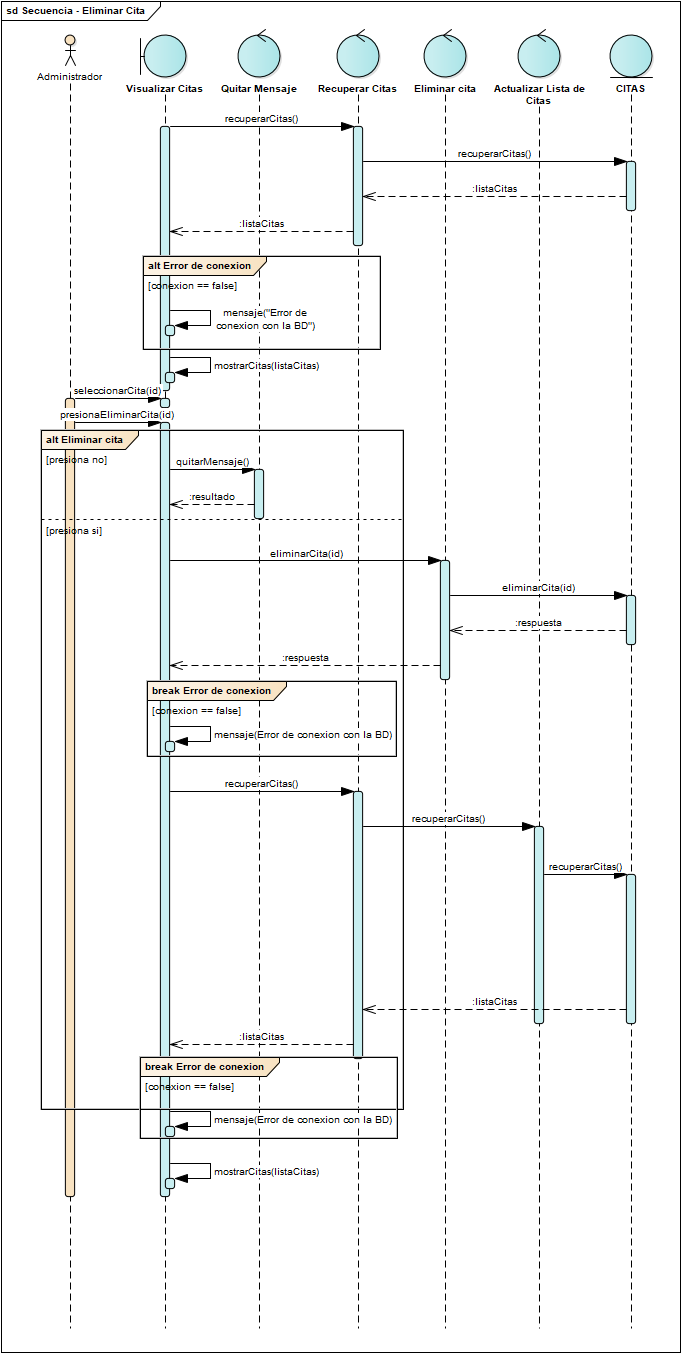 sd Secuencia - Eliminar Cita
Administrador
Visualizar Citas
Quitar Mensaje
Recuperar Citas
Eliminar cita
Actualizar Lista de
Citas
CITAS
recuperarCitas()
recuperarCitas()
:listaCitas
:listaCitas
alt Error de conexion
[conexion == false]
mensaje("Error de
conexion con la BD")
mostrarCitas(listaCitas)
seleccionarCita(id)
presionaEliminarCita(id)
alt Eliminar cita
[presiona no]
quitarMensaje()
:resultado
[presiona si]
eliminarCita(id)
eliminarCita(id)
:respuesta
:respuesta
break Error de conexion
[conexion == false]
mensaje(Error de conexion con la BD)
recuperarCitas()
recuperarCitas()
recuperarCitas()
:listaCitas
:listaCitas
break Error de conexion
[conexion == false]
mensaje(Error de conexion con la BD)
mostrarCitas(listaCitas)